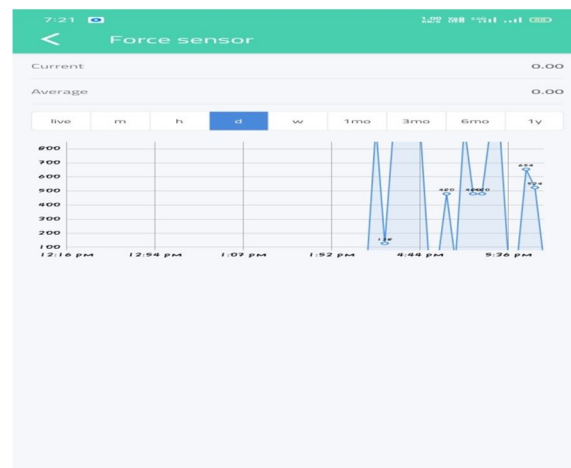 7:21
Force sensor
Current 0.00
Average 0.00
live m h d w 1mo 3mo 6mo 1y
800
700
600
500
400
300
200
100
654
480
12:16 PM 12:54 PM 1:07 PM 1:52 PM 4:44 PM 5:36 PM